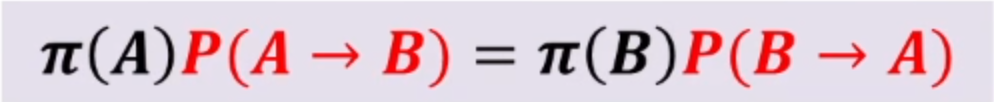 π(A)P(A → B) = π(B)P(B → A)